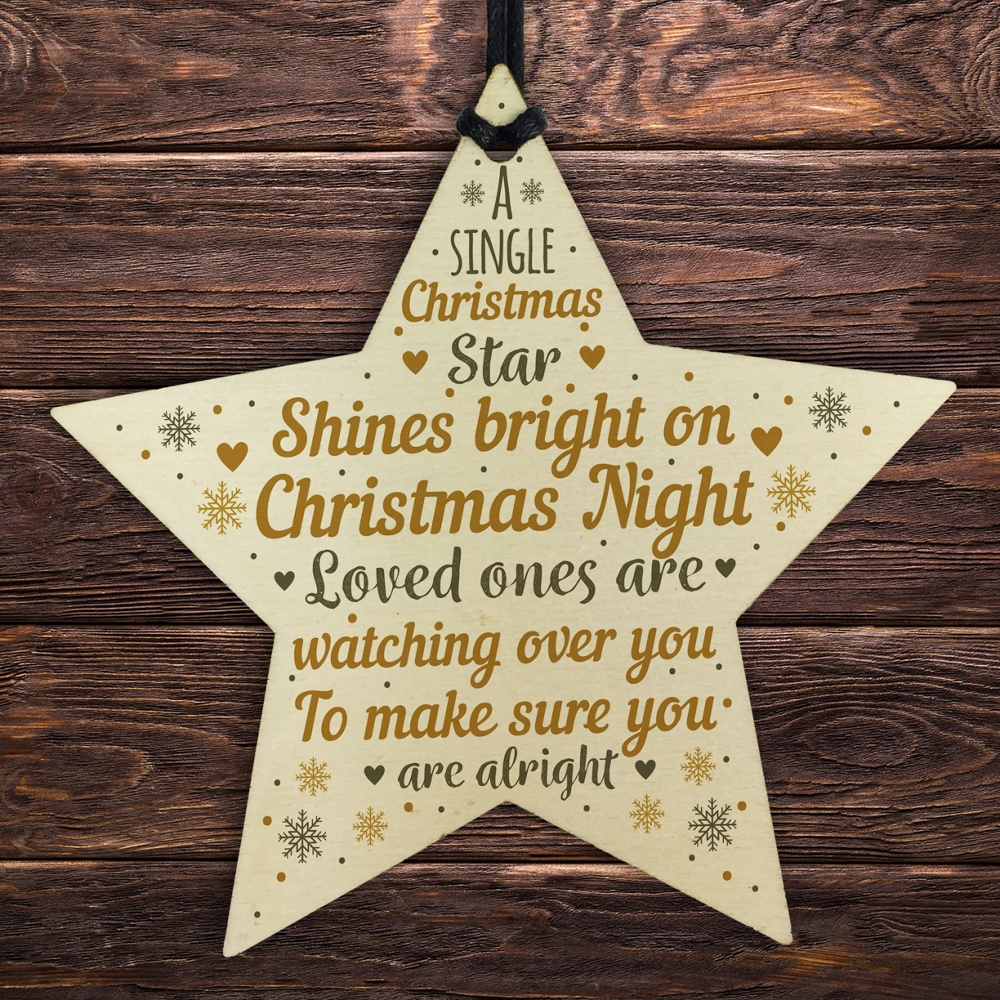 A
SINGLE
Christmas
Star
Shines bright on
Christmas Night
Loved ones are
watching over you
To make sure you
are alright